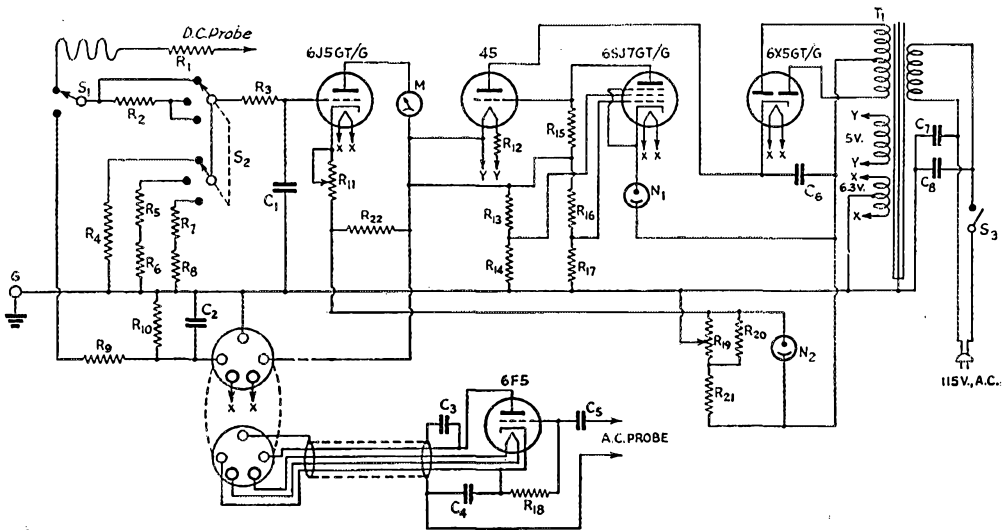 D.C. Probe
R1
6J5GT/G
45
6SJ7GT/G
6X5GT/G
T1
S1
R2
R3
M
R12
R15
Y
5V.
Y
X
6.3V.
X
C7
C8
S2
X X
Y Y
X X
X X
R11
C1
R4
R5
R7
R22
R13
R16
N1
C6
S3
R6
R8
R14
R17
G
R10
C2
R9
R19
R20
N2
R21
115V., A.C.
X X
6F5
C3
C5
A.C. PROBE
C4
R18